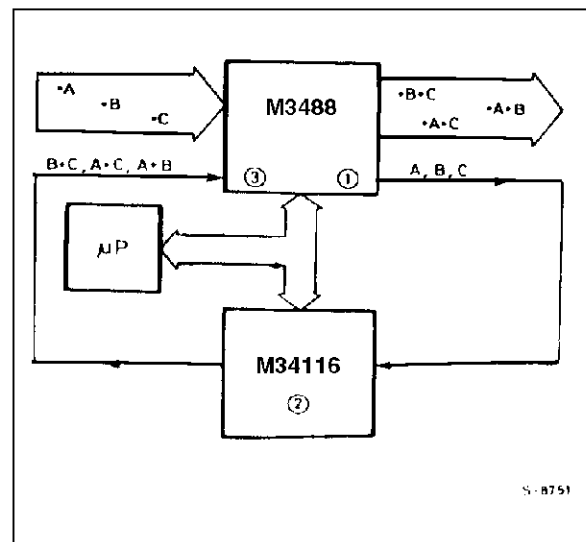 •A
•B
•C
M3488
•B+C
•A+B
•A+C
B+C, A+C, A+B
③
①
A, B, C
μP
M34116
②
S-8751